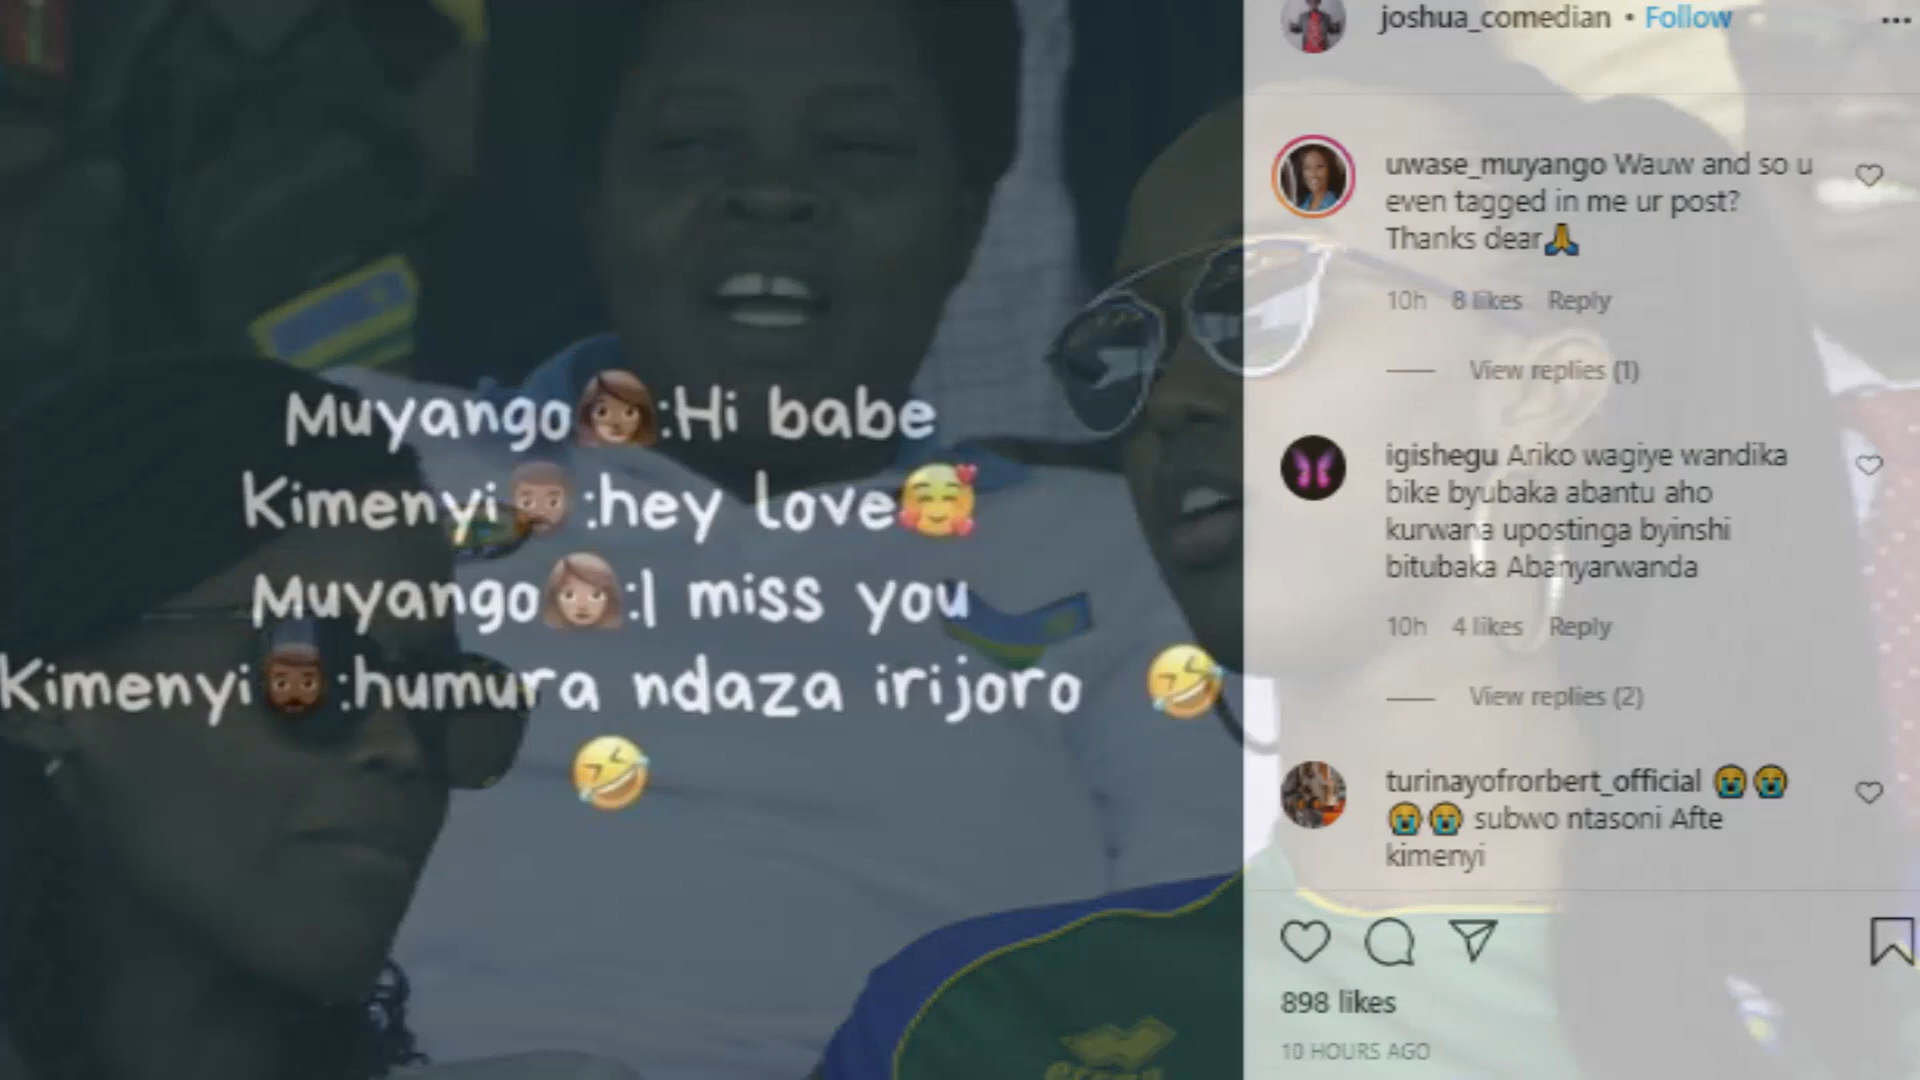 Muyango👩:Hi babe
Kimenyi🧔:hey love🥰
Muyango👩:I miss you
Kimenyi🧔:humura ndaza irijoro 🤣
🤣
joshua_comedian • Follow
uwase_muyango Wauw and so u
even tagged in me ur post?
Thanks dear🙏
10h 8 likes Reply
View replies (1)
igishegu Ariko wagiye wandika
bike byubaka abantu aho
kurwana upostinga byinshi
bitubaka Abanyarwanda
10h 4 likes Reply
View replies (2)
turinayofrorbert_official 😭😭
😭😭 subwo ntasoni Afte
kimenyi
898 likes
10 HOURS AGO